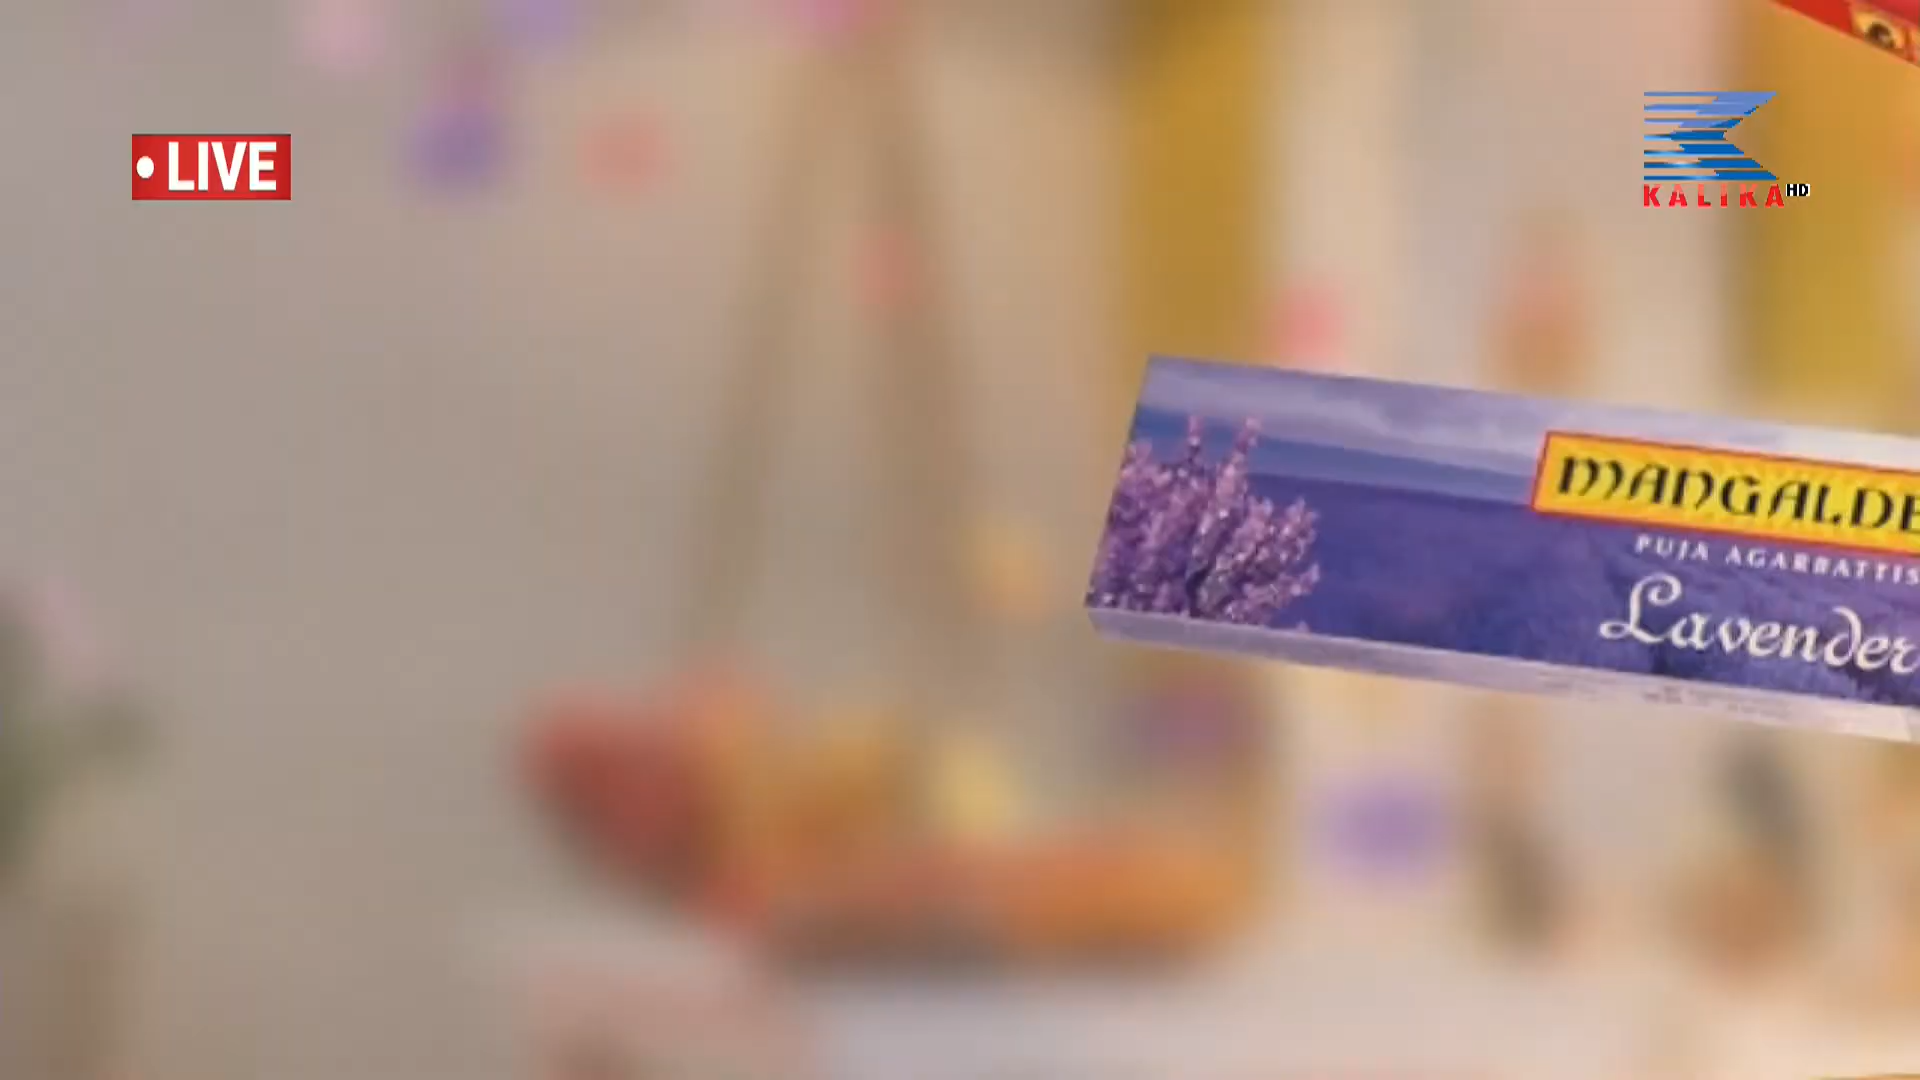 LIVE
KALIKA HD
MANGALDE
PUJA AGARBATTIS
Lavender